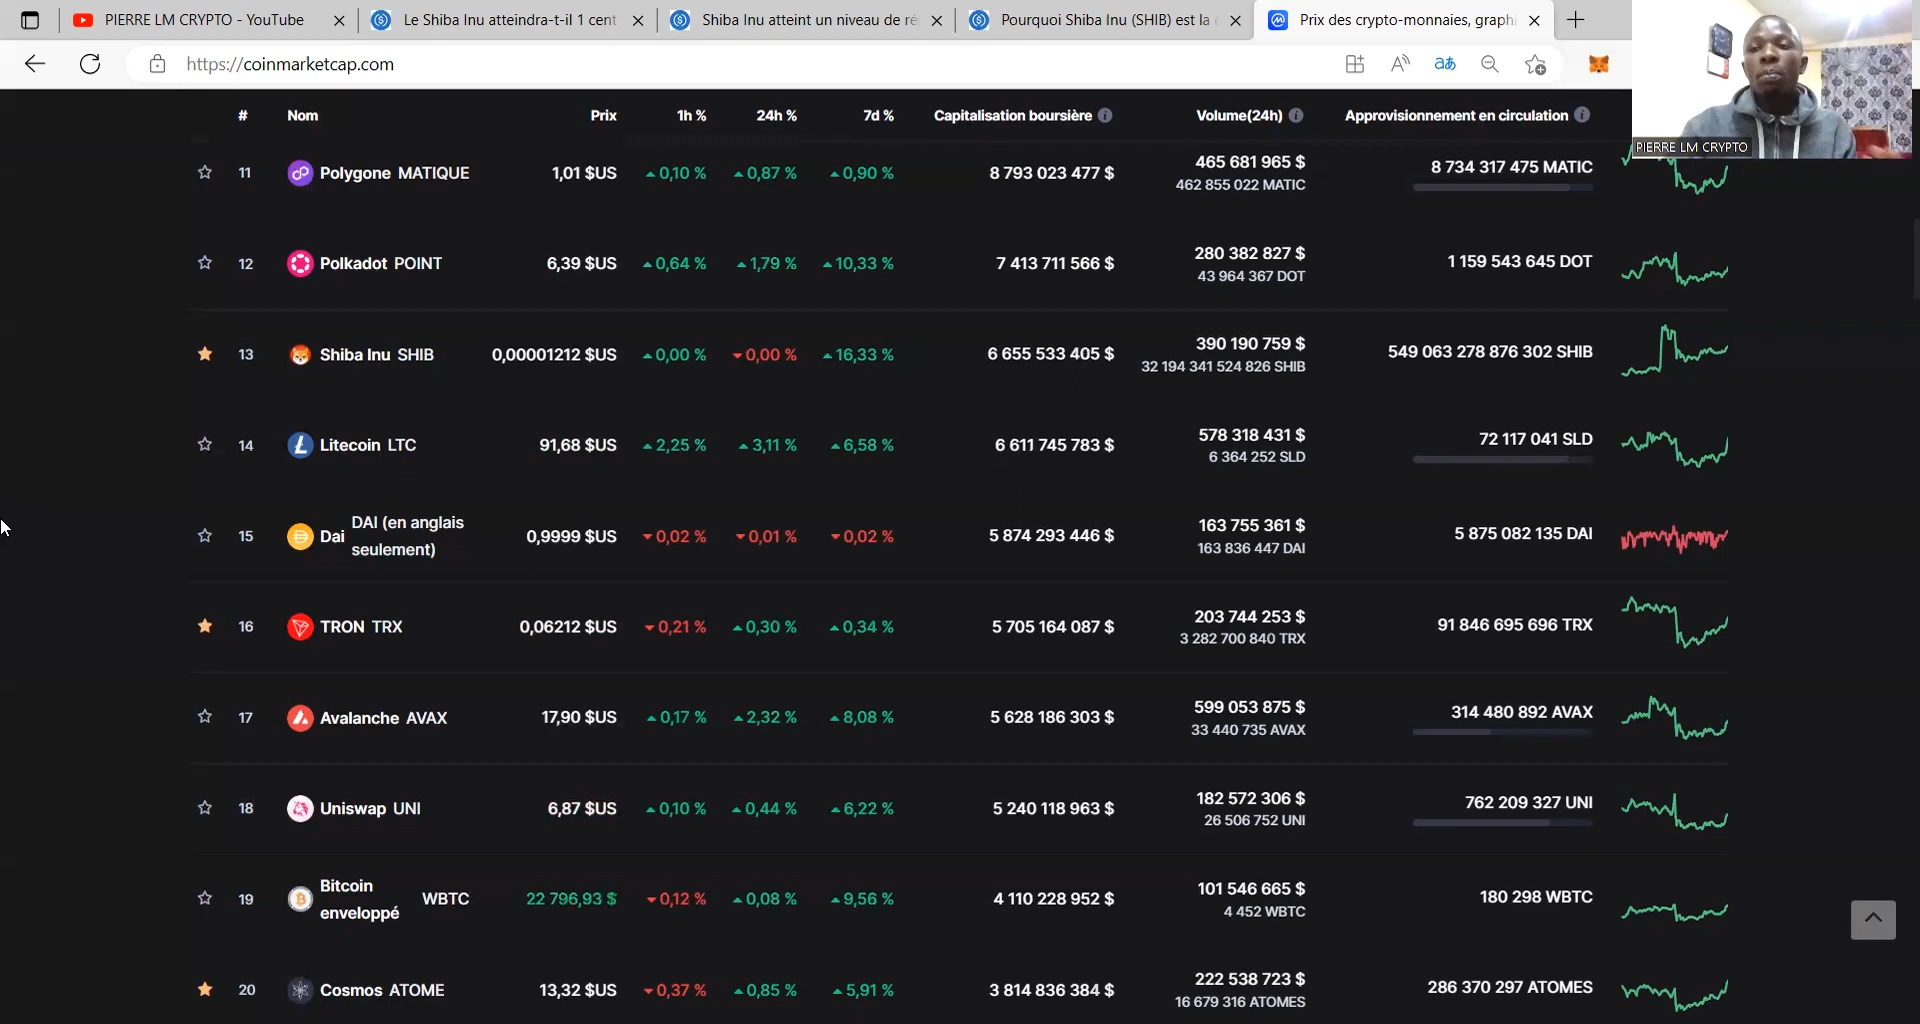 PIERRE LM CRYPTO - YouTube
Le Shiba Inu atteindra-t-il 1 cent
Shiba Inu atteint un niveau de ré
Pourquoi Shiba Inu (SHIB) est la
Prix des crypto-monnaies, graph
https://coinmarketcap.com
PIERRE LM CRYPTO
# Nom Prix 1h % 24h % 7d % Capitalisation boursière Volume(24h) Approvisionnement en circulation
11 Polygone MATIQUE 1,01 $US 0,10 % 0,87 % 0,90 % 8 793 023 477 $ 465 681 965 $ 8 734 317 475 MATIC
462 855 022 MATIC
12 Polkadot POINT 6,39 $US 0,64 % 1,79 % 10,33 % 7 413 711 566 $ 280 382 827 $ 1 159 543 645 DOT
43 964 367 DOT
13 Shiba Inu SHIB 0,00001212 $US 0,00 % 0,00 % 16,33 % 6 655 533 405 $ 390 190 759 $ 549 063 278 876 302 SHIB
32 194 341 524 826 SHIB
14 Litecoin LTC 91,68 $US 2,25 % 3,11 % 6,58 % 6 611 745 783 $ 578 318 431 $ 72 117 041 SLD
6 364 252 SLD
15 Dai DAI (en anglais seulement) 0,9999 $US 0,02 % 0,01 % 0,02 % 5 874 293 446 $ 163 755 361 $ 5 875 082 135 DAI
163 836 447 DAI
16 TRON TRX 0,06212 $US 0,21 % 0,30 % 0,34 % 5 705 164 087 $ 203 744 253 $ 91 846 695 696 TRX
3 282 700 840 TRX
17 Avalanche AVAX 17,90 $US 0,17 % 2,32 % 8,08 % 5 628 186 303 $ 599 053 875 $ 314 480 892 AVAX
33 440 735 AVAX
18 Uniswap UNI 6,87 $US 0,10 % 0,44 % 6,22 % 5 240 118 963 $ 182 572 306 $ 762 209 327 UNI
26 506 752 UNI
19 Bitcoin enveloppé WBTC 22 796,93 $ 0,12 % 0,08 % 9,56 % 4 110 228 952 $ 101 546 665 $ 180 298 WBTC
4 452 WBTC
20 Cosmos ATOME 13,32 $US 0,37 % 0,85 % 5,91 % 3 814 836 384 $ 222 538 723 $ 286 370 297 ATOMES
16 679 316 ATOMES